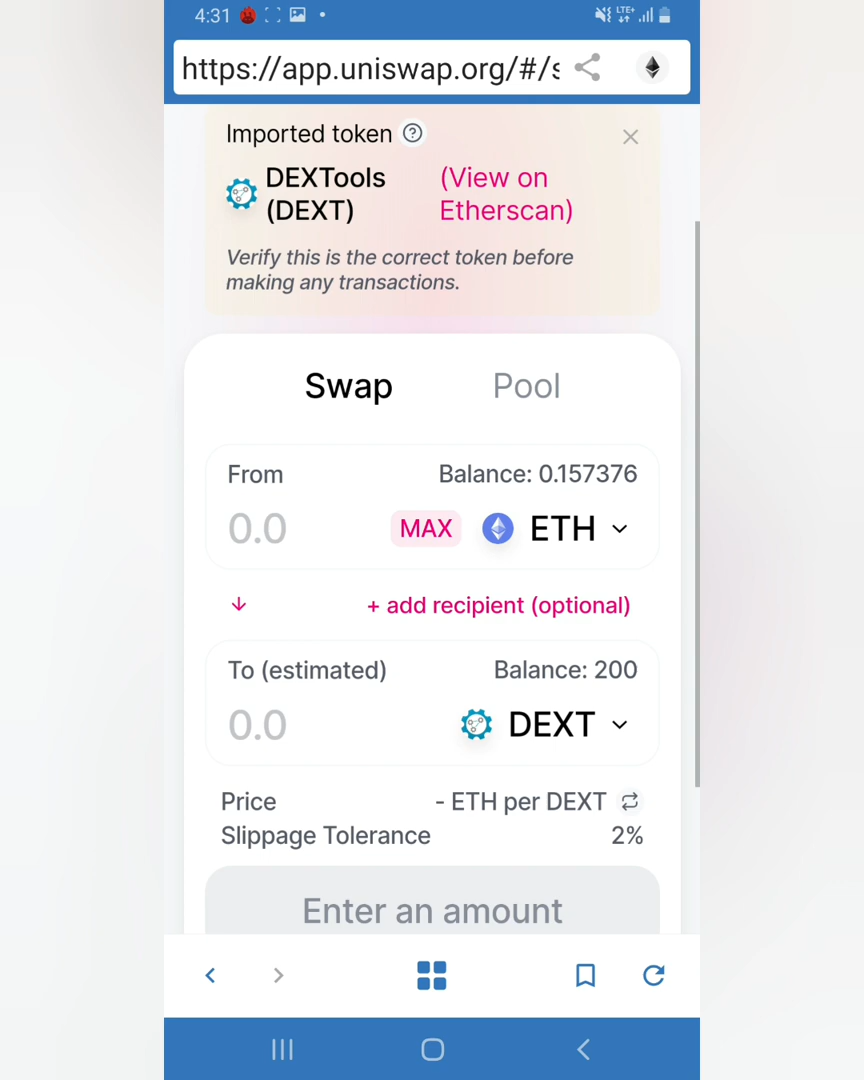 4:31
LTE+
https://app.uniswap.org/#/s
Imported token ?
DEXTools (View on
(DEXT) Etherscan)
Verify this is the correct token before
making any transactions.
Swap Pool
From Balance: 0.157376
0.0 MAX ETH
+ add recipient (optional)
To (estimated) Balance: 200
0.0 DEXT
Price - ETH per DEXT
Slippage Tolerance 2%
Enter an amount